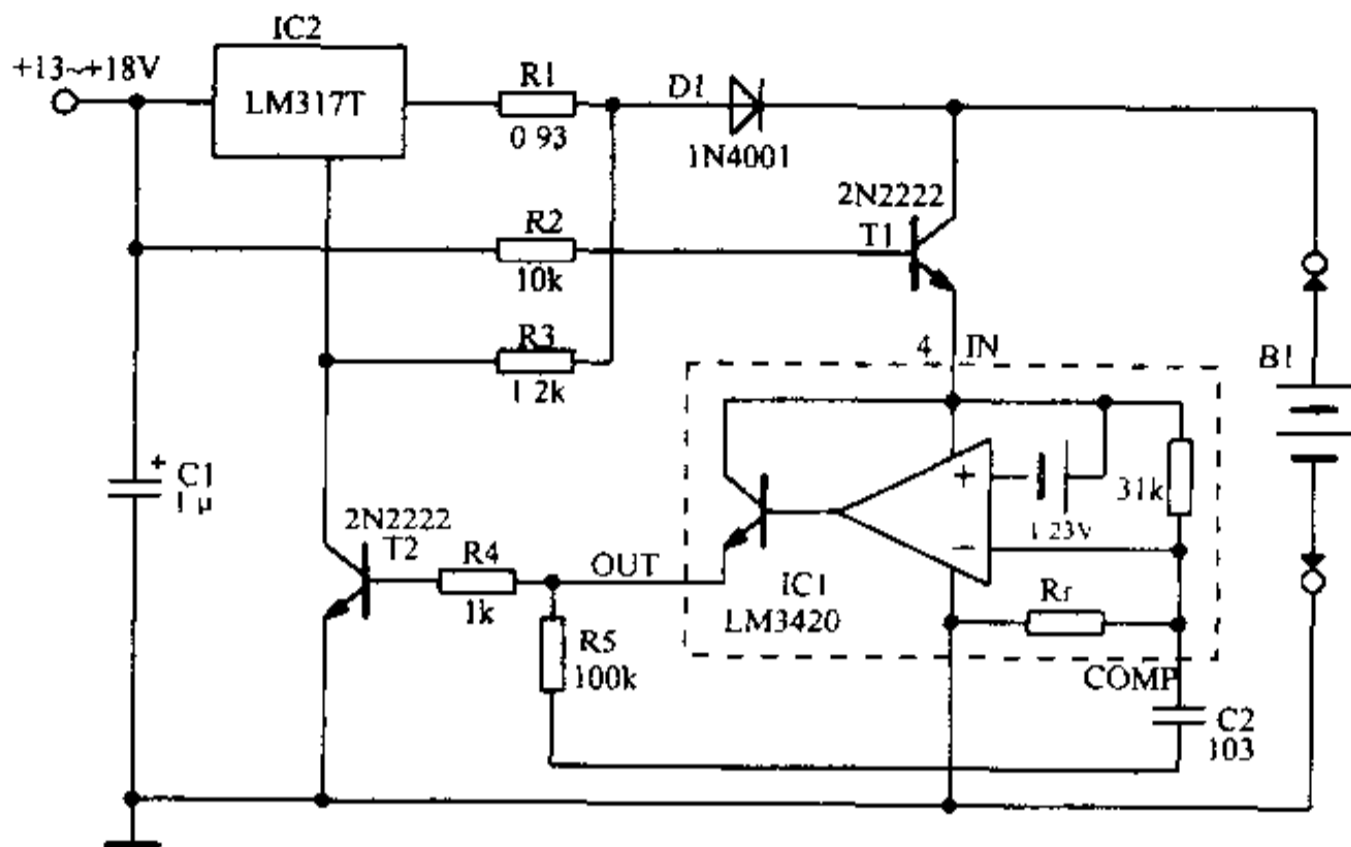 IC2
+13~+18V
LM317T
R1
0 93
D1
1N4001
2N2222
T1
R2
10k
R3
1 2k
4 IN
B1
C1
+
1 μ
2N2222
T2
R4
1k
OUT
R5
100k
IC1
LM3420
+
−
1 23V
31k
Rf
COMP
C2
103